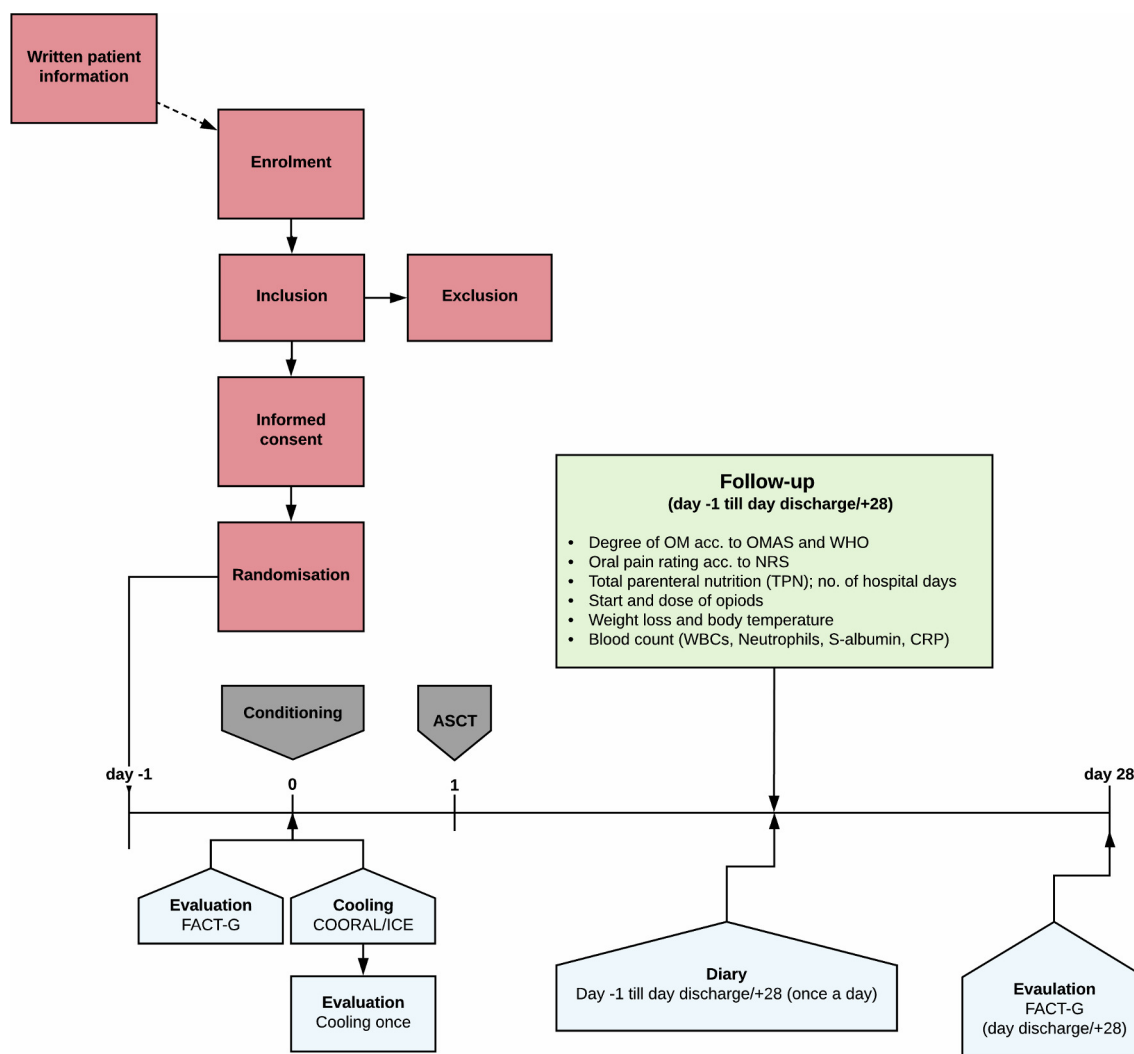 Written patient
information
Enrolment
Inclusion
Exclusion
Informed
consent
Randomisation
Follow-up
(day -1 till day discharge/+28)
• Degree of OM acc. to OMAS and WHO
• Oral pain rating acc. to NRS
• Total parenteral nutrition (TPN); no. of hospital days
• Start and dose of opiods
• Weight loss and body temperature
• Blood count (WBCs, Neutrophils, S-albumin, CRP)
Conditioning
ASCT
day -1
0
1
day 28
Evaluation
FACT-G
Cooling
COORAL/ICE
Evaluation
Cooling once
Diary
Day -1 till day discharge/+28 (once a day)
Evaulation
FACT-G
(day discharge/+28)